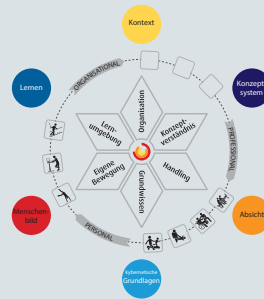 Kontext
Konzept-
system
Absicht
Kybernetische
Grundlagen
Menschen-
bild
Lernen
ORGANISATIONAL
PROFESSIONAL
PERSONAL
Organisation
Konzept-
verständnis
Handling
Grundwissen
Eigene
Bewegung
Lern-
umgebung